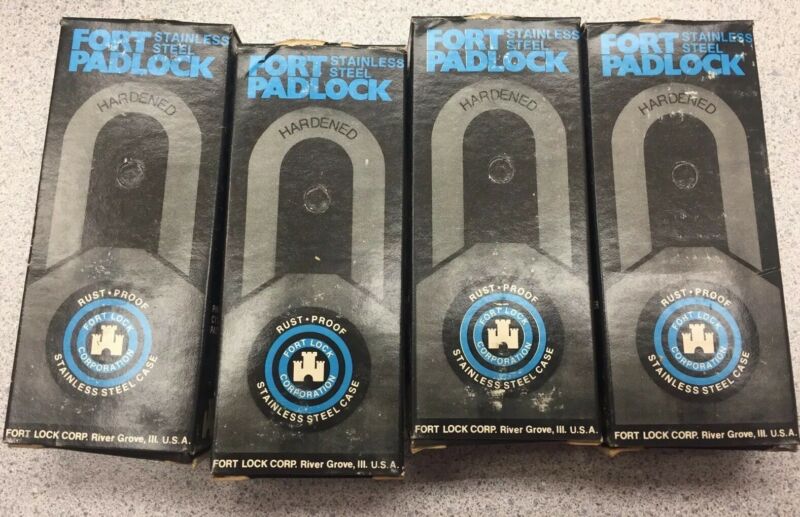 FORT STAINLESS STEEL
PADLOCK
HARDENED
RUST • PROOF
FORT LOCK
CORPORATION
STAINLESS STEEL CASE
FORT LOCK CORP. River Grove, Ill. U.S.A.
FORT STAINLESS STEEL
PADLOCK
HARDENED
RUST • PROOF
FORT LOCK
CORPORATION
STAINLESS STEEL CASE
FORT LOCK CORP. River Grove, Ill. U.S.A.
FORT STAINLESS STEEL
PADLOCK
HARDENED
RUST • PROOF
FORT LOCK
CORPORATION
STAINLESS STEEL CASE
FORT LOCK CORP. River Grove, Ill. U.S.A.
FORT STAINLESS STEEL
PADLOCK
HARDENED
RUST • PROOF
FORT LOCK
CORPORATION
STAINLESS STEEL CASE
FORT LOCK CORP. River Grove, Ill. U.S.A.